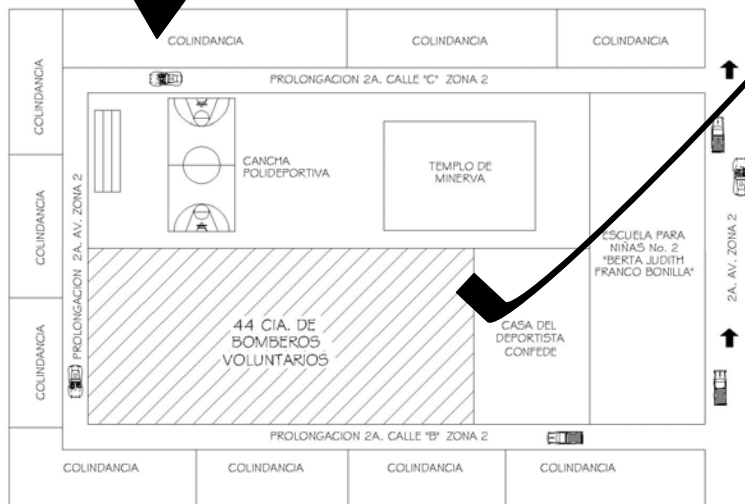 COLINDANCIA
COLINDANCIA
COLINDANCIA
COLINDANCIA
PROLONGACION 2A. CALLE "C" ZONA 2
CANCHA
POLIDEPORTIVA
TEMPLO DE
MINERVA
COLINDANCIA
PROLONGACION 2A. AV. ZONA 2
ESCUELA PARA
NIÑAS No. 2
"BERTA JUDITH
FRANCO BONILLA"
2A. AV. ZONA 2
44 CIA. DE
BOMBEROS
VOLUNTARIOS
CASA DEL
DEPORTISTA
CONFEDE
COLINDANCIA
PROLONGACION 2A. CALLE "B" ZONA 2
COLINDANCIA
COLINDANCIA
COLINDANCIA
COLINDANCIA